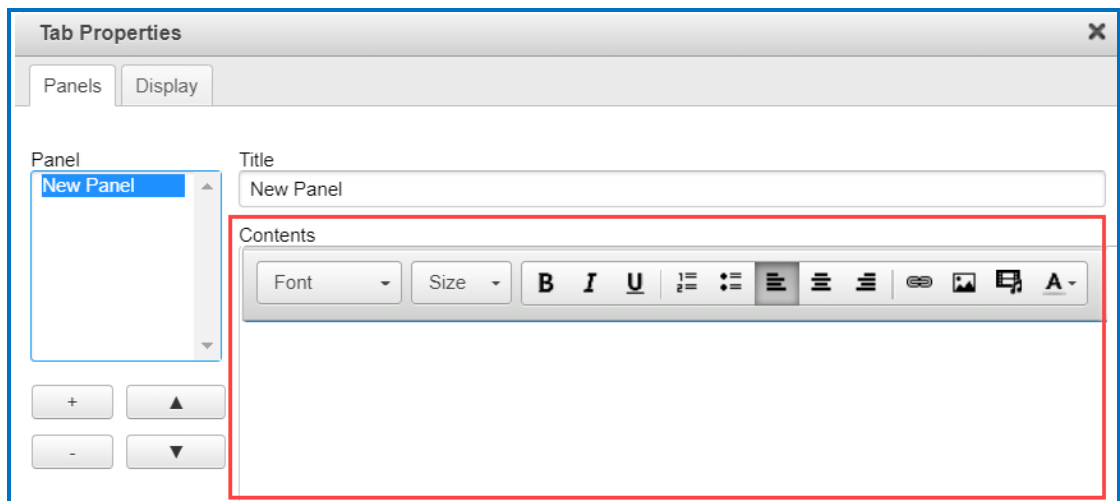 Tab Properties
Panels Display
Panel Title
New Panel New Panel
Contents
Font Size B I U A
+
-